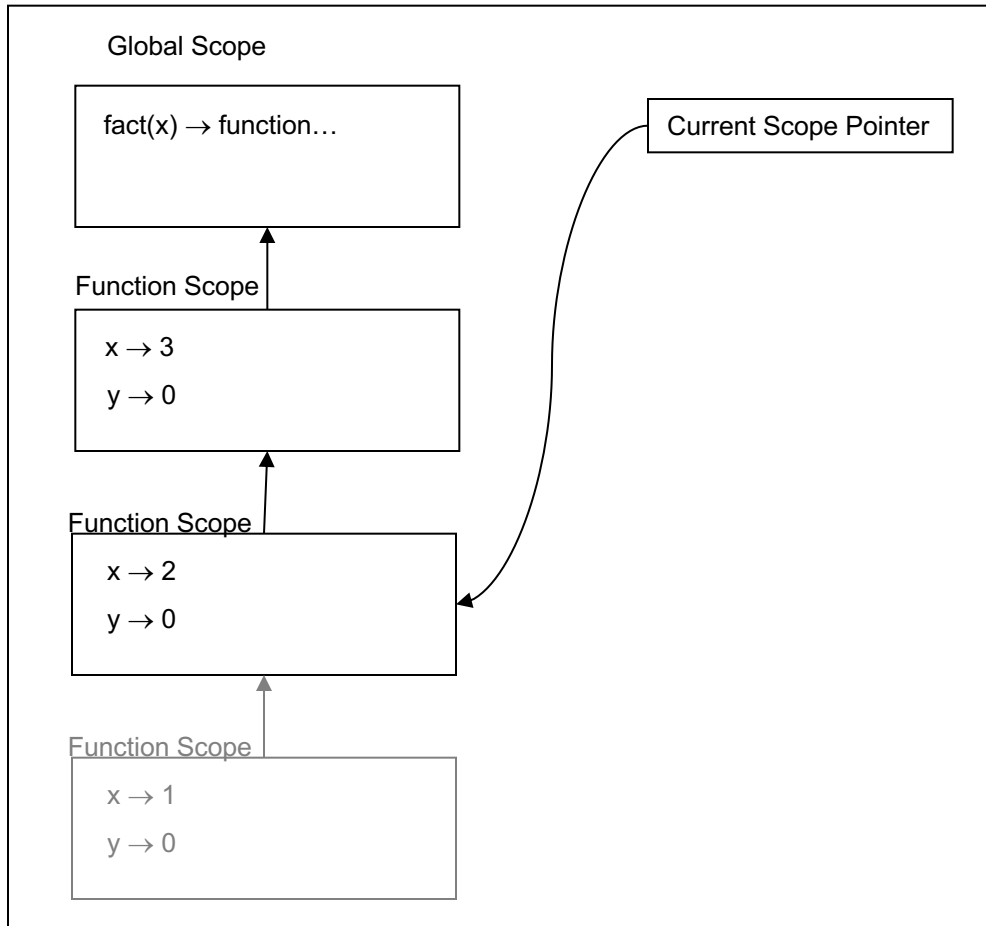 Global Scope
fact(x) → function…
Current Scope Pointer
Function Scope
x → 3
y → 0
Function Scope
x → 2
y → 0
Function Scope
x → 1
y → 0